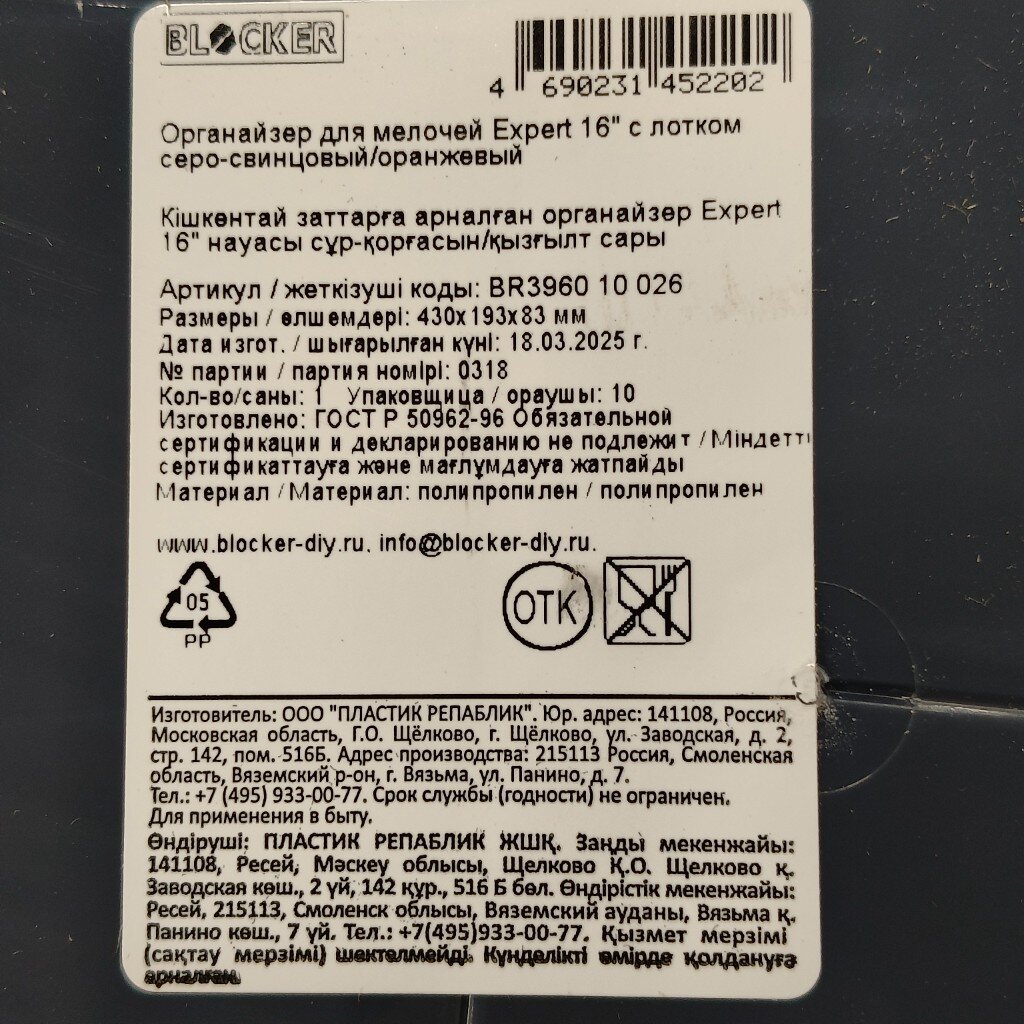 BLOCKER
4 690231 452202
Органайзер для мелочей Expert 16" с лотком
серо-свинцовый/оранжевый
Кішкентай заттарға арналған органайзер Expert
16" науасы сұр-қорғасын/қызғылт сары
Артикул / жеткізуші коды: BR3960 10 026
Размеры / өлшемдері: 430x193x83 мм
Дата изгот. / шығарылған күні: 18.03.2025 г.
№ партии / партия номірі: 0318
Кол-во/саны: 1 Упаковщица / ораушы: 10
Изготовлено: ГОСТ Р 50962-96 Обязательной
сертификации и декларированию не подлежит / Міндетті
сертификаттауға және мағлұмдауға жатпайды
Материал / Материал: полипропилен / полипропилен
www.blocker-diy.ru, info@blocker-diy.ru.
05
PP
ОТК
Изготовитель: ООО "ПЛАСТИК РЕПАБЛИК". Юр. адрес: 141108, Россия,
Московская область, Г.О. Щёлково, г. Щёлково, ул. Заводская, д. 2,
стр. 142, пом. 516Б. Адрес производства: 215113 Россия, Смоленская
область, Вяземский р-он, г. Вязьма, ул. Панино, д. 7.
Тел.: +7 (495) 933-00-77. Срок службы (годности) не ограничен.
Для применения в быту.
Өндіруші: ПЛАСТИК РЕПАБЛИК ЖШҚ. Заңды мекенжайы:
141108, Ресей, Мәскеу облысы, Щелково Қ.О. Щелково қ.
Заводская көш., 2 үй, 142 құр., 516 Б бөл. Өндірістік мекенжайы:
Ресей, 215113, Смоленск облысы, Вяземский ауданы, Вязьма қ.
Панино көш., 7 үй. Тел.: +7(495)933-00-77. Қызмет мерзімі
(сақтау мерзімі) шектелмейді. Күнделікті өмірде қолдануға
арналған.